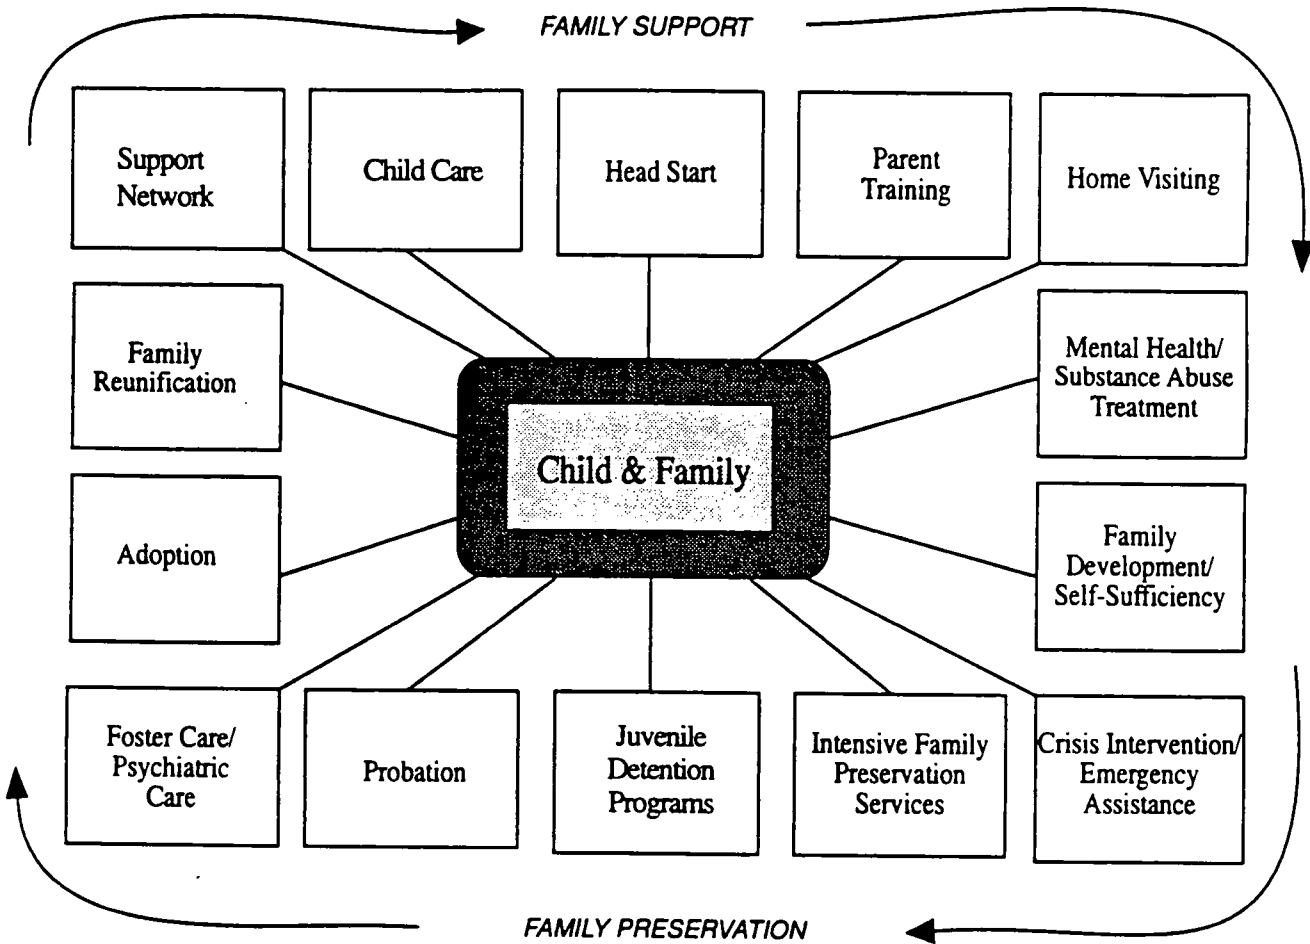 FAMILY SUPPORT
Support
Network
Child Care
Head Start
Parent
Training
Home Visiting
Family
Reunification
Mental Health/
Substance Abuse
Treatment
Child & Family
Adoption
Family
Development/
Self-Sufficiency
Foster Care/
Psychiatric
Care
Probation
Juvenile
Detention
Programs
Intensive Family
Preservation
Services
Crisis Intervention/
Emergency
Assistance
FAMILY PRESERVATION